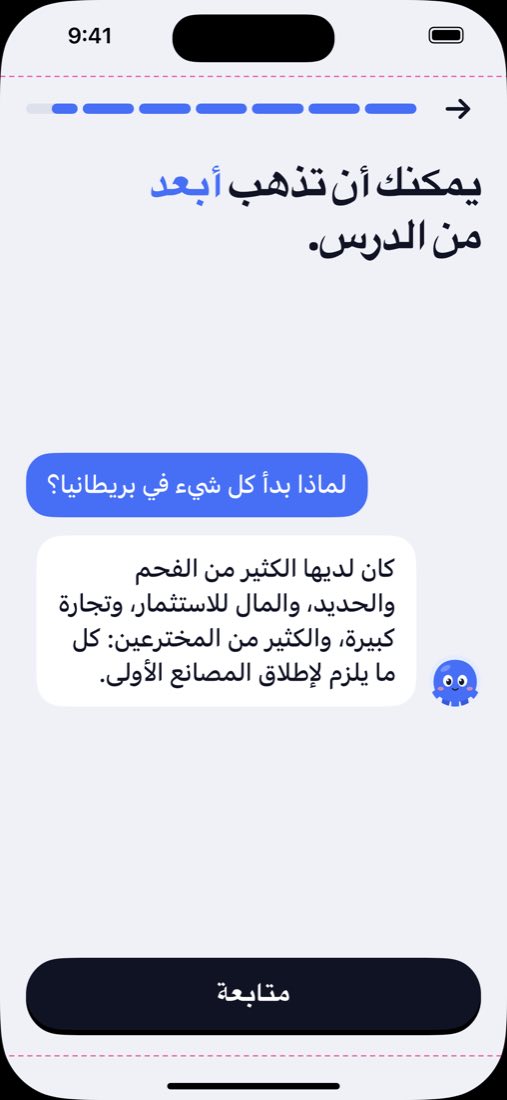 9:41
يمكنك أن تذهب أبعد
من الدرس.
لماذا بدأ كل شيء في بريطانيا؟
كان لديها الكثير من الفحم
والحديد، والمال للاستثمار، وتجارة
كبيرة، والكثير من المخترعين: كل
ما يلزم لإطلاق المصانع الأولى.
متابعة